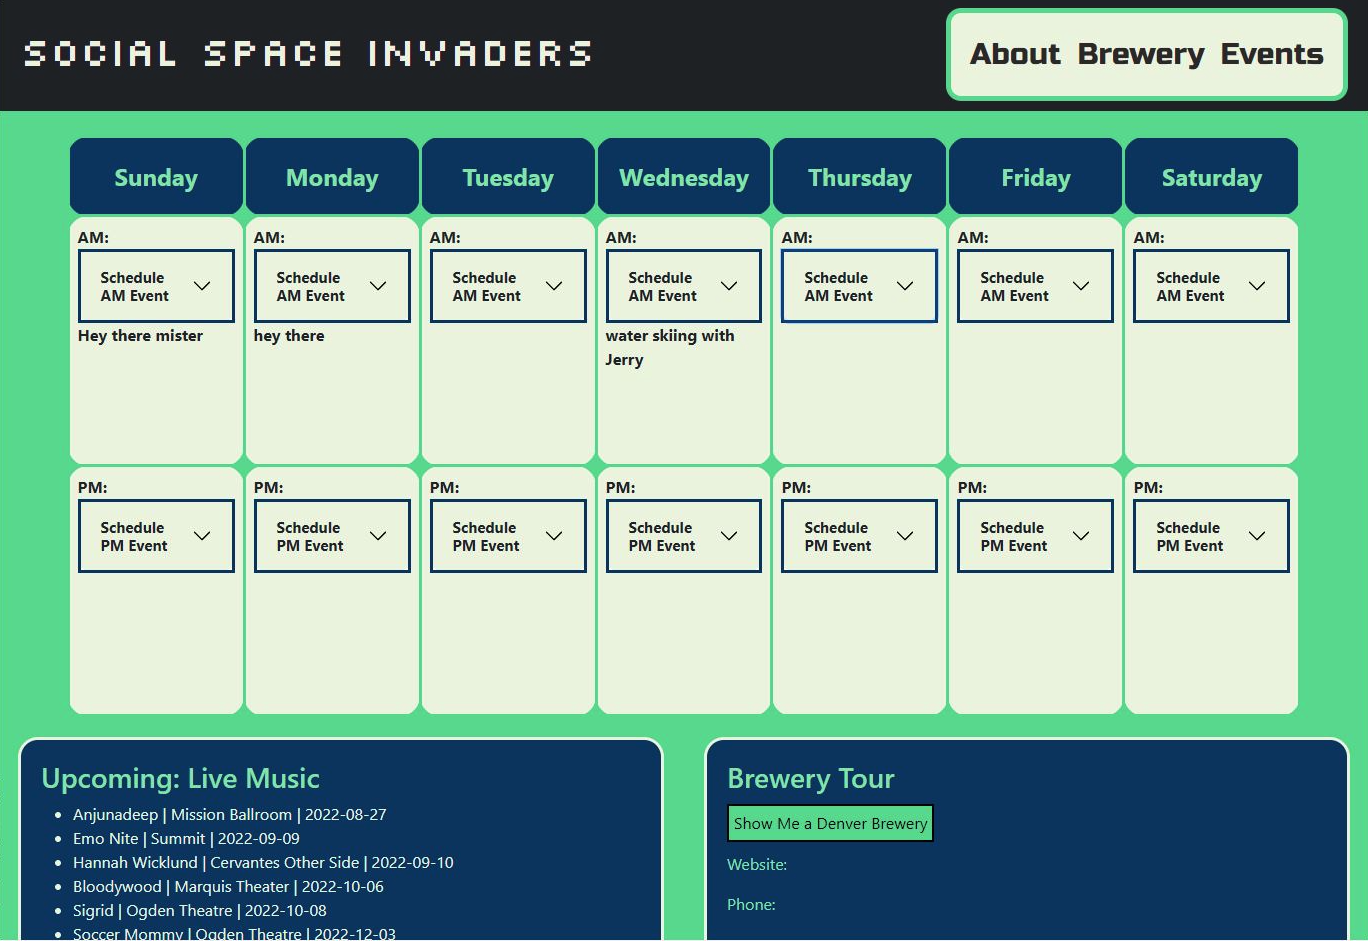 SOCIAL SPACE INVADERS
About Brewery Events
Sunday Monday Tuesday Wednesday Thursday Friday Saturday
AM: AM: AM: AM: AM: AM: AM:
Schedule Schedule Schedule Schedule Schedule Schedule Schedule
AM Event AM Event AM Event AM Event AM Event AM Event AM Event
Hey there mister hey there water skiing with
Jerry
PM: PM: PM: PM: PM: PM: PM:
Schedule Schedule Schedule Schedule Schedule Schedule Schedule
PM Event PM Event PM Event PM Event PM Event PM Event PM Event
Upcoming: Live Music
Anjunadeep | Mission Ballroom | 2022-08-27
Emo Nite | Summit | 2022-09-09
Hannah Wicklund | Cervantes Other Side | 2022-09-10
Bloodywood | Marquis Theater | 2022-10-06
Sigrid | Ogden Theatre | 2022-10-08
Soccer Mommy | Ogden Theatre | 2022-12-03
Brewery Tour
Show Me a Denver Brewery
Website:
Phone: